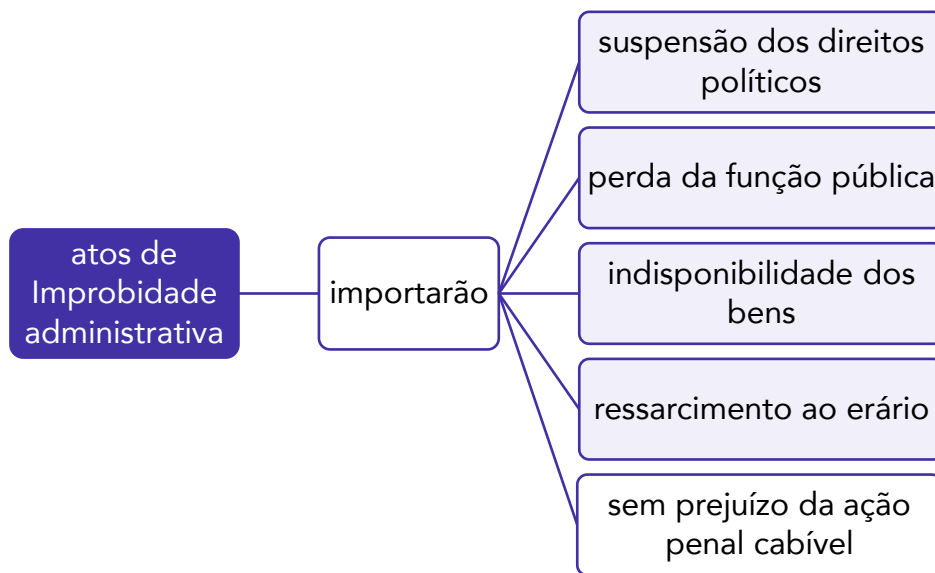 atos de
Improbidade
administrativa
importarão
suspensão dos direitos
políticos
perda da função pública
indisponibilidade dos
bens
ressarcimento ao erário
sem prejuízo da ação
penal cabível